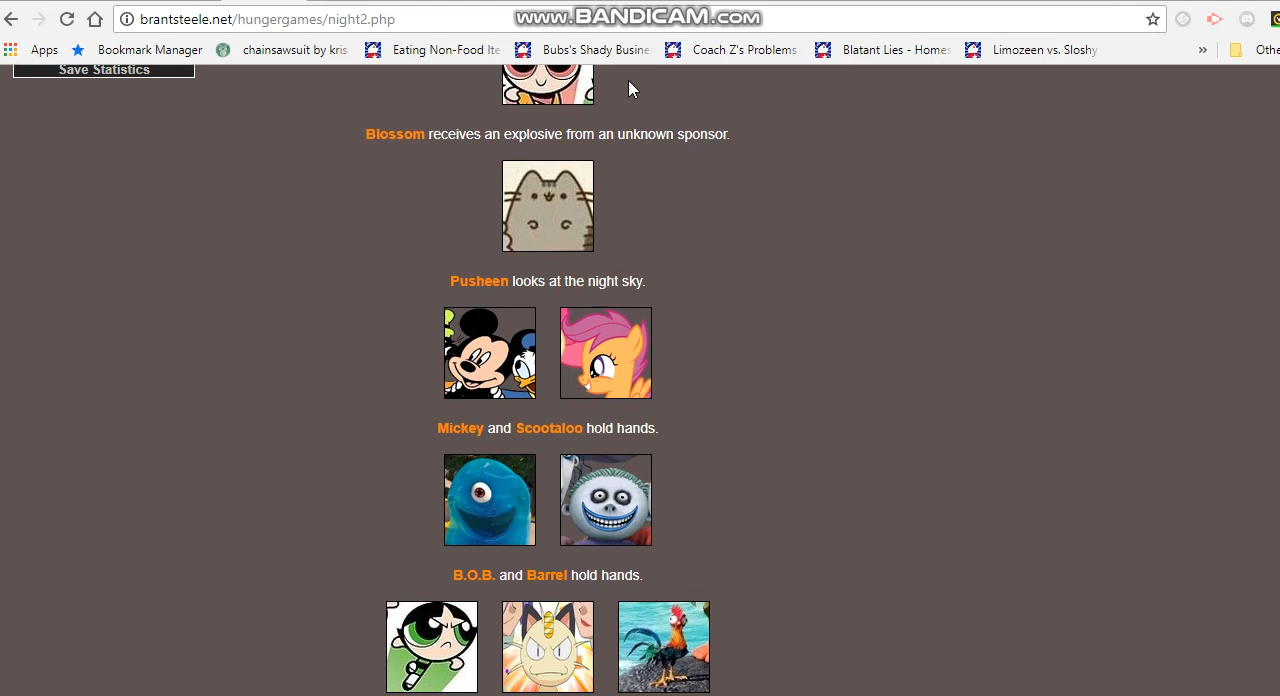 brantsteele.net/hungergames/night2.php
www.BANDICAM.com
Apps Bookmark Manager chainsawsuit by kris Eating Non-Food Ite Bubs's Shady Busine Coach Z's Problems Blatant Lies - Homes Limozeen vs. Sloshy » Othe
Save Statistics
Blossom receives an explosive from an unknown sponsor.
Pusheen looks at the night sky.
Mickey and Scootaloo hold hands.
B.O.B. and Barrel hold hands.